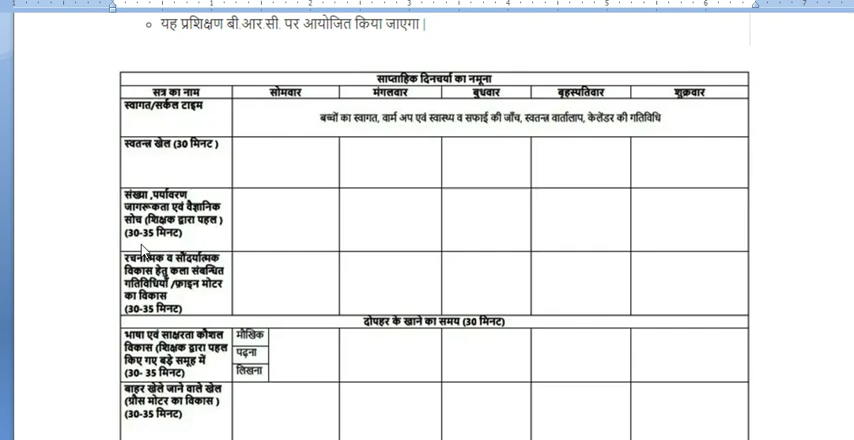 यह प्रशिक्षण बी.आर.सी. पर आयोजित किया जाएगा |
साप्ताहिक दिनचर्या का नमूना
सत्र का नाम सोमवार मंगलवार बुधवार बृहस्पतिवार शुक्रवार
स्वागत/सर्कल टाइम
बच्चों का स्वागत, वार्म अप एवं स्वास्थ्य व सफाई की जाँच, स्वतन्त्र वार्तालाप, केलेंडर की गतिविधि
स्वतन्त्र खेल (30 मिनट )
संख्या ,पर्यावरण
जागरूकता एवं वैज्ञानिक
सोच (शिक्षक द्वारा पहल )
(30-35 मिनट)
रचनात्मक व सौंदर्यात्मक
विकास हेतु कला संबन्धित
गतिविधियाँ /फ़ाइन मोटर
का विकास
(30-35 मिनट)
दोपहर के खाने का समय (30 मिनट)
भाषा एवं साक्षरता कौशल
विकास (शिक्षक द्वारा पहल
किए गए बड़े समूह में
(30- 35 मिनट)
मौखिक
पढ़ना
लिखना
बाहर खेले जाने वाले खेल
(ग्रौस मोटर का विकास )
(30-35 मिनट)